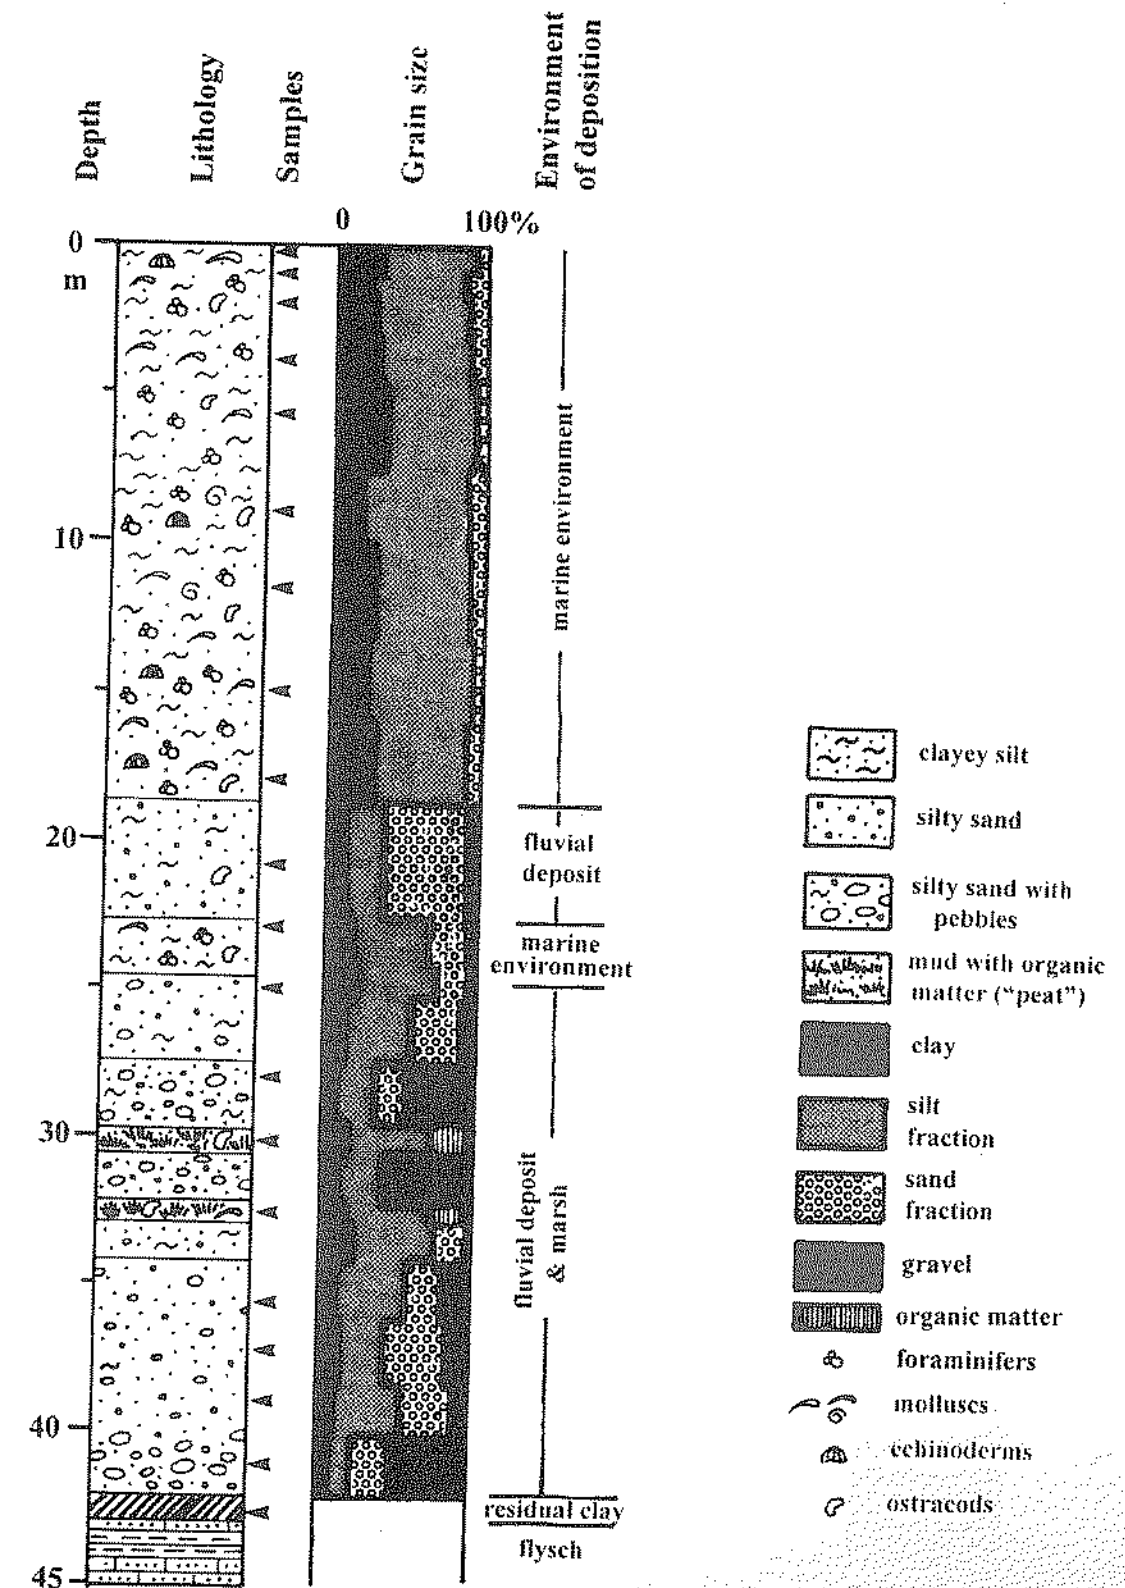 Depth
Lithology
Samples
Grain size
Environment
of deposition
0
100%
0
m
10
20
30
40
45
marine environment
fluvial
deposit
marine
environment
fluvial deposit
& marsh
residual clay
flysch
clayey silt
silty sand
silty sand with
pebbles
mud with organic
matter ("peat")
clay
silt
fraction
sand
fraction
gravel
organic matter
foraminifers
molluscs
echinoderms
ostracods